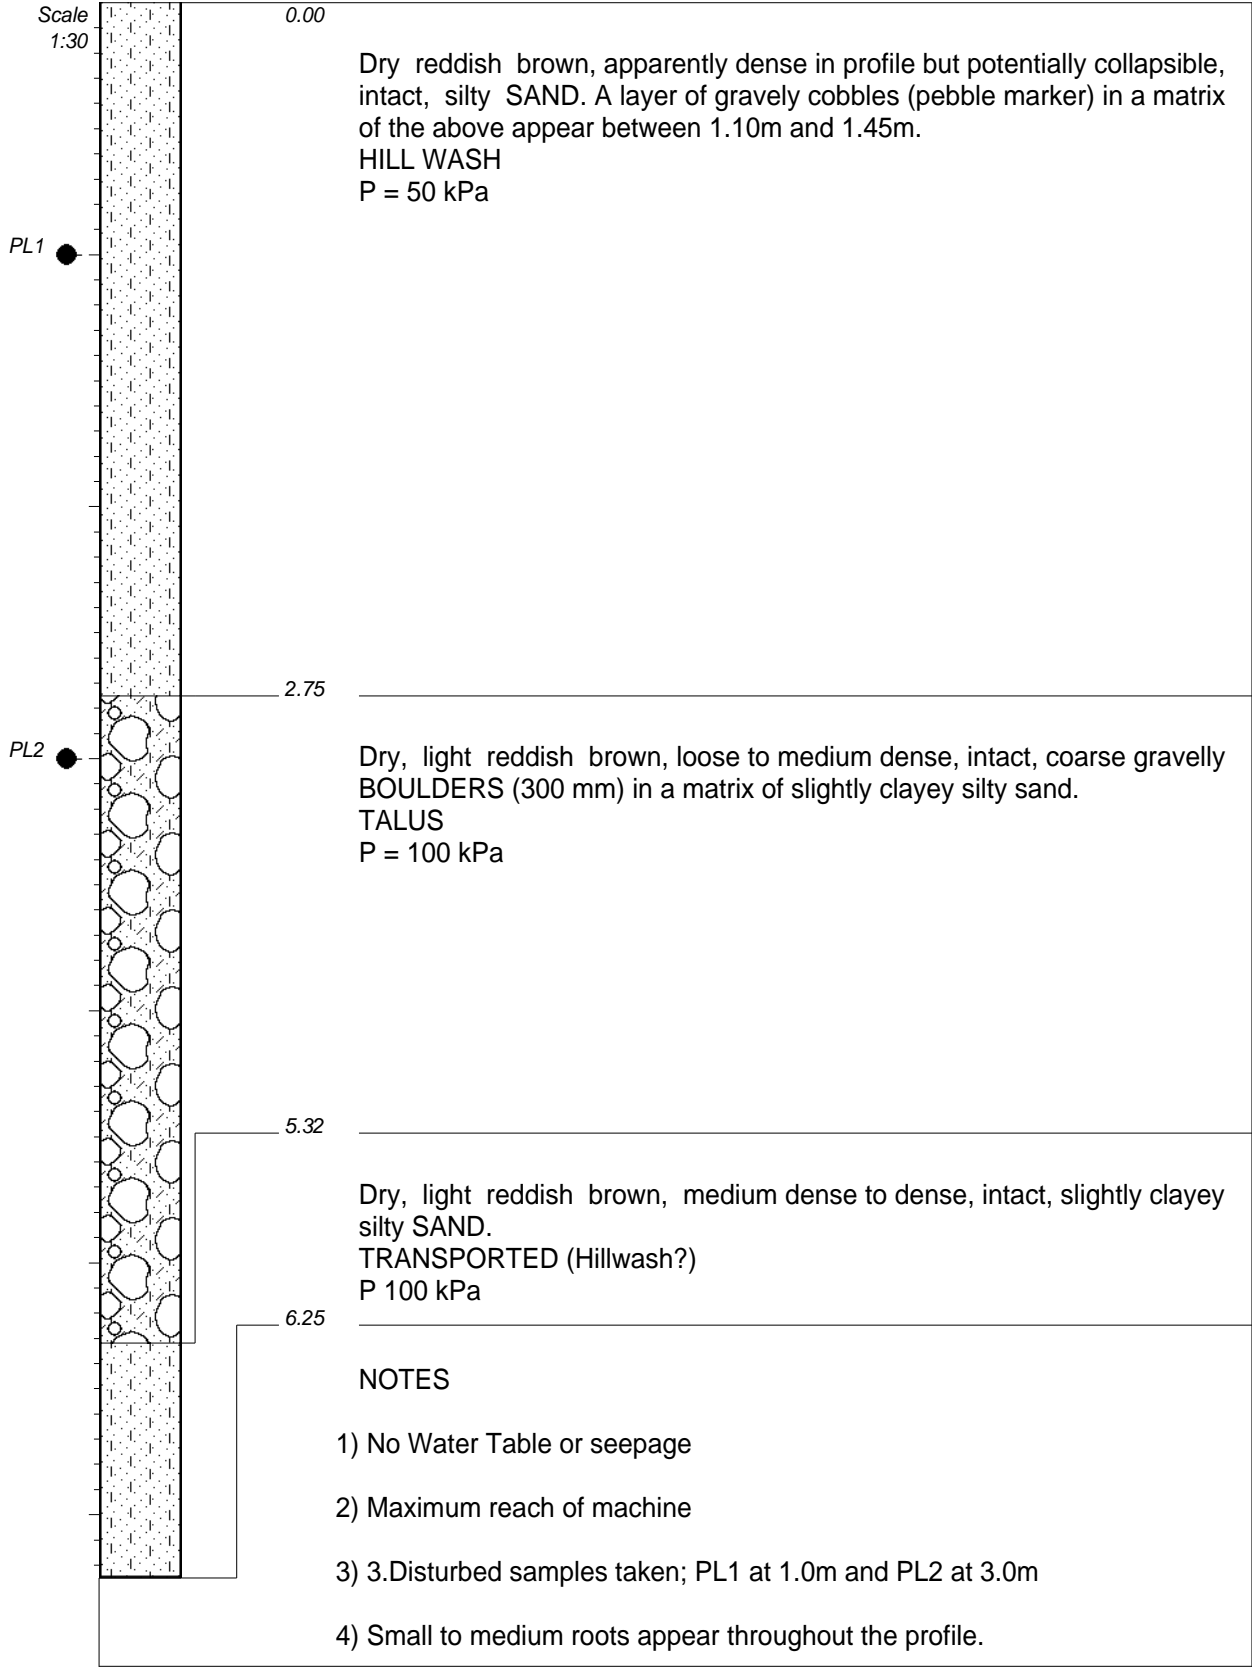 Scale
1:30
0.00
Dry reddish brown, apparently dense in profile but potentially collapsible,
intact, silty SAND. A layer of gravely cobbles (pebble marker) in a matrix
of the above appear between 1.10m and 1.45m.
HILL WASH
P = 50 kPa
PL1
2.75
PL2
Dry, light reddish brown, loose to medium dense, intact, coarse gravelly
BOULDERS (300 mm) in a matrix of slightly clayey silty sand.
TALUS
P = 100 kPa
5.32
Dry, light reddish brown, medium dense to dense, intact, slightly clayey
silty SAND.
TRANSPORTED (Hillwash?)
P 100 kPa
6.25
NOTES
1) No Water Table or seepage
2) Maximum reach of machine
3) 3.Disturbed samples taken; PL1 at 1.0m and PL2 at 3.0m
4) Small to medium roots appear throughout the profile.